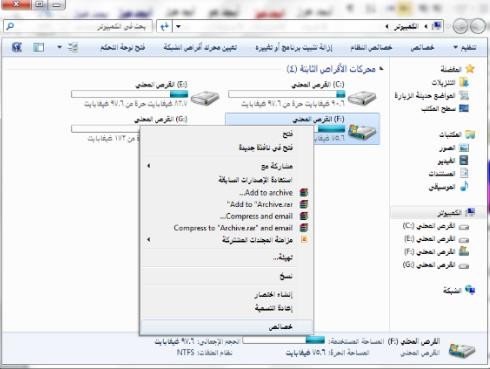 الكمبيوتر
بحث في الكمبيوتر
تنظيم
خصائص
خصائص النظام
إزالة تثبيت برنامج أو تغييره
تعيين محرك أقراص الشبكة
فتح لوحة التحكم
المفضلة
التنزيلات
المواضع حديثة الزيارة
سطح المكتب
المكتبات
الصور
الفيديو
المستندات
الموسيقى
الكمبيوتر
القرص المحلي (C:)
القرص المحلي (E:)
القرص المحلي (F:)
القرص المحلي (G:)
الشبكة
محركات الأقراص الثابتة (٤)
القرص المحلي (C:)
٩٠.٦ غيغابايت حرة من ٩٧.٦ غيغابايت
القرص المحلي (E:)
٨٢.٧ غيغابايت حرة من ٩٧.٦ غيغابايت
القرص المحلي (F:)
٧٥.٦
القرص المحلي (G:)
ة من ١٧٢ غيغابايت
فتح
فتح في نافذة جديدة
مشاركة مع
استعادة الإصدارات السابقة
Add to archive...
Add to "Archive.rar"
Compress and email...
Compress to "Archive.rar" and email
مزامنة المجلدات المشتركة
تهيئة...
نسخ
إنشاء اختصار
إعادة التسمية
خصائص
القرص المحلي (F:) المساحة المستخدمة: الحجم الإجمالي: ٩٧.٦ غيغابايت
القرص المحلي المساحة الحرة: ٧٥.٦ غيغابايت نظام الملفات: NTFS